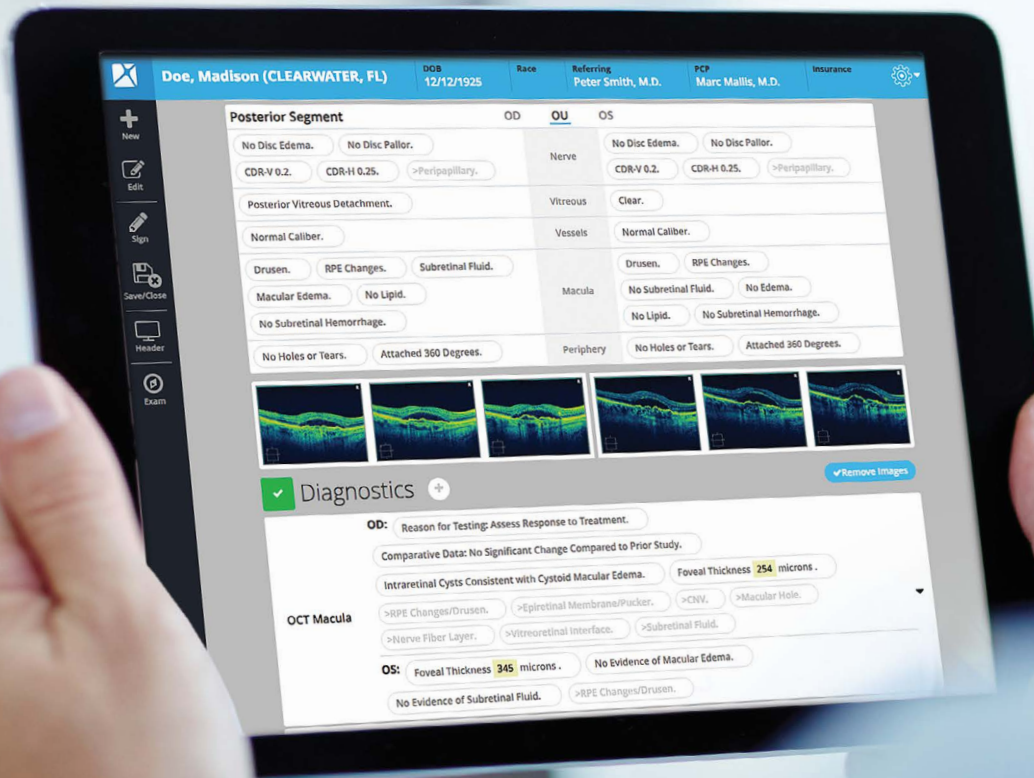 Doe, Madison (CLEARWATER, FL)
DOB
12/12/1925
Race
Referring
Peter Smith, M.D.
PCP
Marc Mallis, M.D.
Insurance
New
Edit
Sign
Save/Close
Header
Exam
Posterior Segment OD OU OS
No Disc Edema. No Disc Pallor.
CDR-V 0.2. CDR-H 0.25. >Peripapillary.
Nerve
No Disc Edema. No Disc Pallor.
CDR-V 0.2. CDR-H 0.25. >Peripapillary.
Posterior Vitreous Detachment. Vitreous Clear.
Normal Caliber. Vessels Normal Caliber.
Drusen. RPE Changes. Subretinal Fluid.
Macular Edema. No Lipid.
No Subretinal Hemorrhage.
Macula
Drusen. RPE Changes.
No Subretinal Fluid. No Edema.
No Lipid. No Subretinal Hemorrhage.
No Holes or Tears. Attached 360 Degrees. Periphery No Holes or Tears. Attached 360 Degrees.
Remove Images
Diagnostics
OCT Macula
OD: Reason for Testing: Assess Response to Treatment.
Comparative Data: No Significant Change Compared to Prior Study.
Intraretinal Cysts Consistent with Cystoid Macular Edema. Foveal Thickness 254 microns .
>RPE Changes/Drusen. >Epiretinal Membrane/Pucker. >CNV. >Macular Hole.
>Nerve Fiber Layer. >Vitreoretinal Interface. >Subretinal Fluid.
OS: Foveal Thickness 345 microns . No Evidence of Macular Edema.
No Evidence of Subretinal Fluid. >RPE Changes/Drusen.